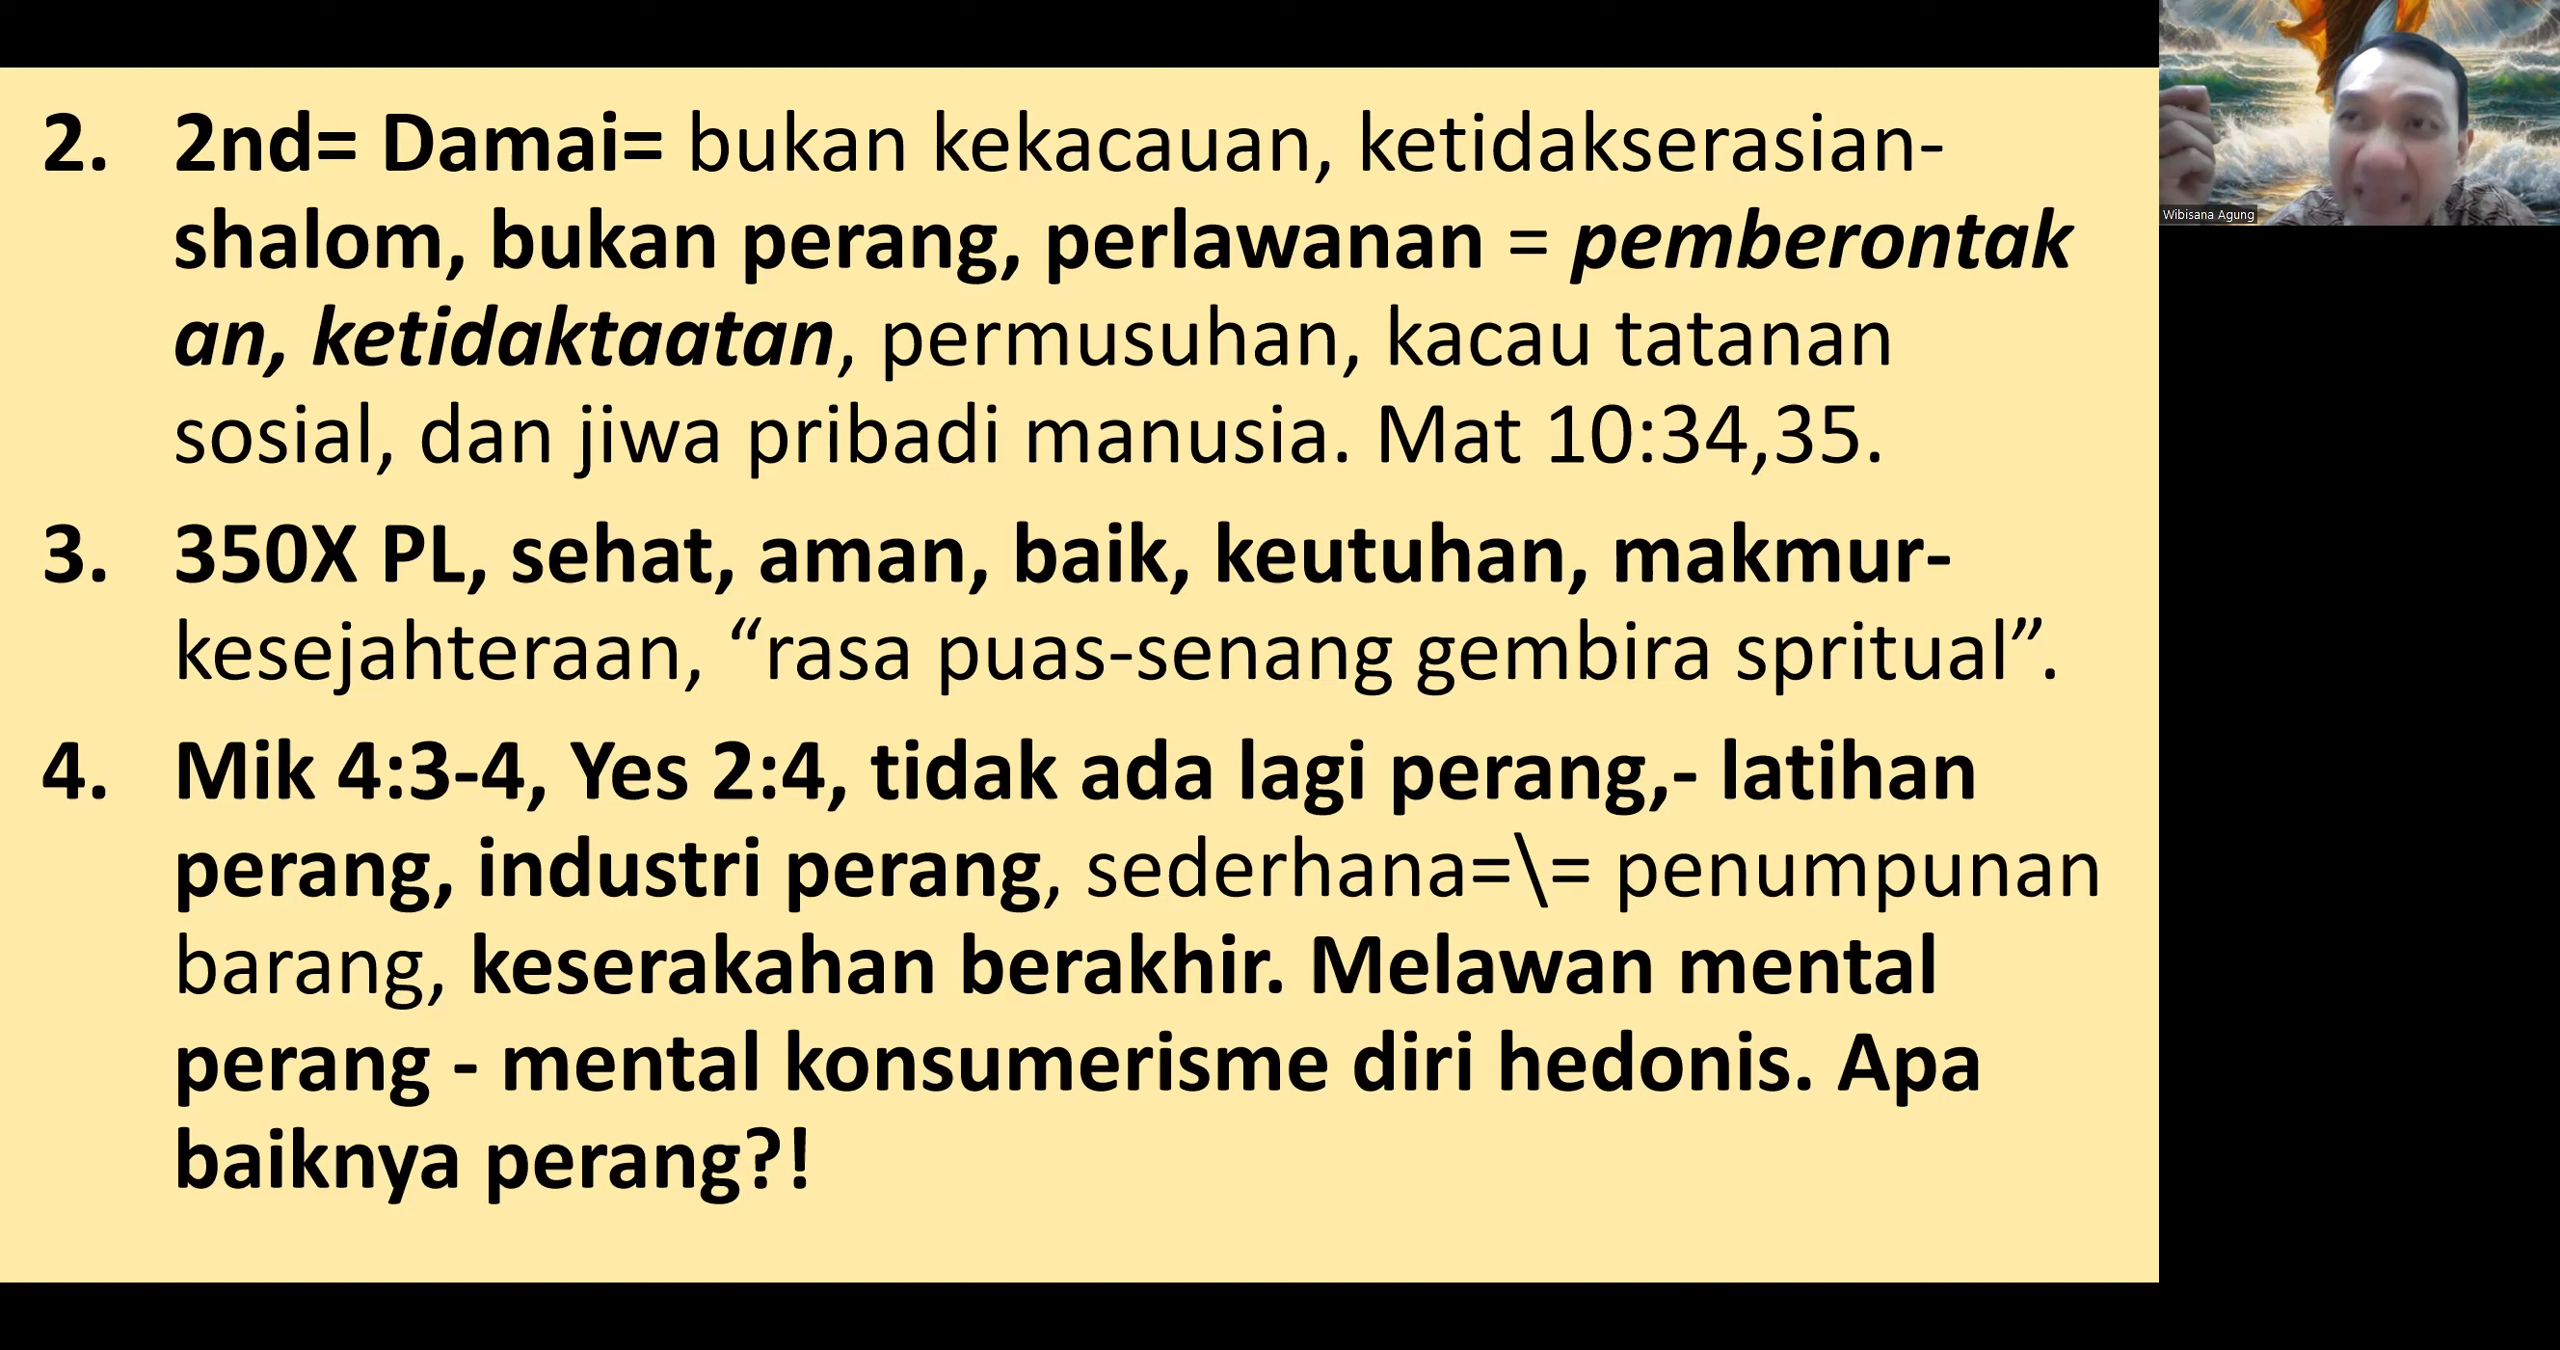 2. 2nd= Damai= bukan kekacauan, ketidakserasian-
shalom, bukan perang, perlawanan = pemberontak
an, ketidaktaatan, permusuhan, kacau tatanan
sosial, dan jiwa pribadi manusia. Mat 10:34,35.
3. 350X PL, sehat, aman, baik, keutuhan, makmur-
kesejahteraan, “rasa puas-senang gembira spritual”.
4. Mik 4:3-4, Yes 2:4, tidak ada lagi perang,- latihan
perang, industri perang, sederhana=\= penumpunan
barang, keserakahan berakhir. Melawan mental
perang - mental konsumerisme diri hedonis. Apa
baiknya perang?!
Wibisana Agung